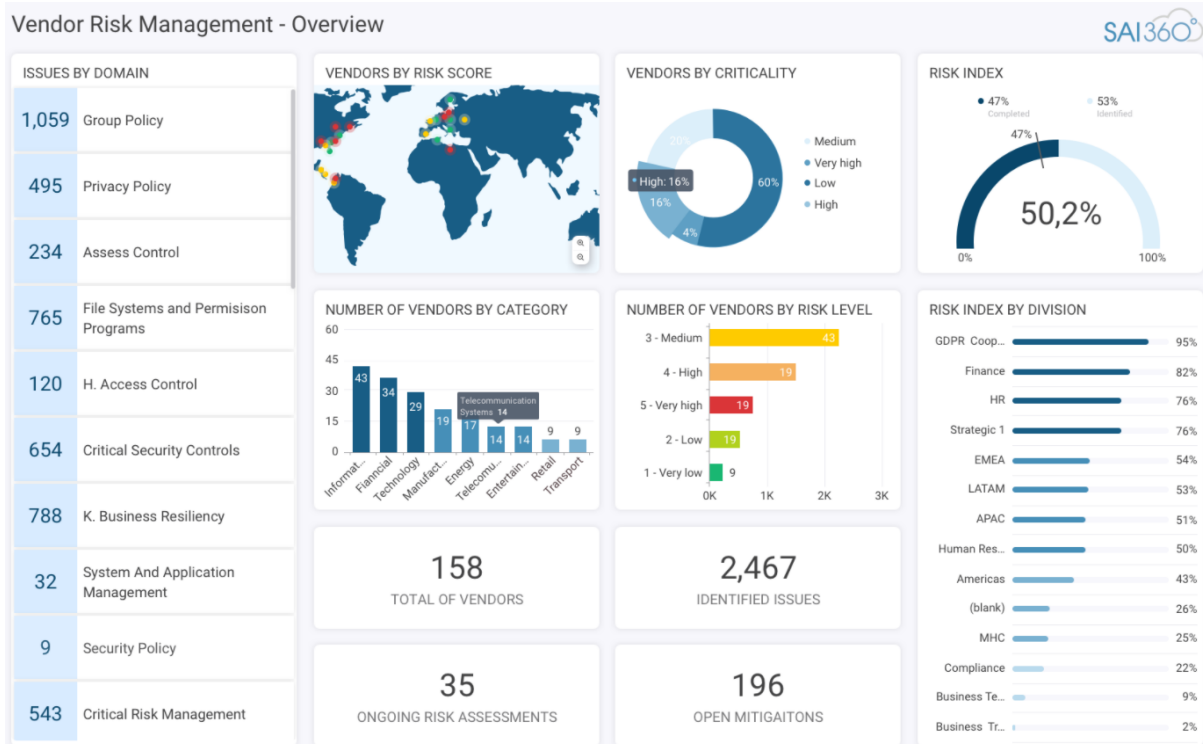 Vendor Risk Management - Overview
SAI360°
ISSUES BY DOMAIN
1,059 Group Policy
495 Privacy Policy
234 Assess Control
765 File Systems and Permisison
Programs
120 H. Access Control
654 Critical Security Controls
788 K. Business Resiliency
32 System And Application
Management
9 Security Policy
543 Critical Risk Management
VENDORS BY RISK SCORE
VENDORS BY CRITICALITY
20%
High: 16%
16%
4%
60%
Medium
Very high
Low
High
RISK INDEX
47%
Completed
53%
Identified
47%
50,2%
0%
100%
NUMBER OF VENDORS BY CATEGORY
60
45
30
15
0
43
34
29
19
17
14
14
9
9
Telecommunication
Systems 14
Informat...
Fianncial
Technology
Manufact...
Energy
Telecomu...
Entertain...
Retail
Transport
NUMBER OF VENDORS BY RISK LEVEL
3 - Medium 43
4 - High 19
5 - Very high 19
2 - Low 19
1 - Very low 9
0K 1K 2K 3K
158
TOTAL OF VENDORS
2,467
IDENTIFIED ISSUES
35
ONGOING RISK ASSESSMENTS
196
OPEN MITIGAITONS
RISK INDEX BY DIVISION
GDPR Coop... 95%
Finance 82%
HR 76%
Strategic 1 76%
EMEA 54%
LATAM 53%
APAC 51%
Human Res... 50%
Americas 43%
(blank) 26%
MHC 25%
Compliance 22%
Business Te... 9%
Business Tr... 2%